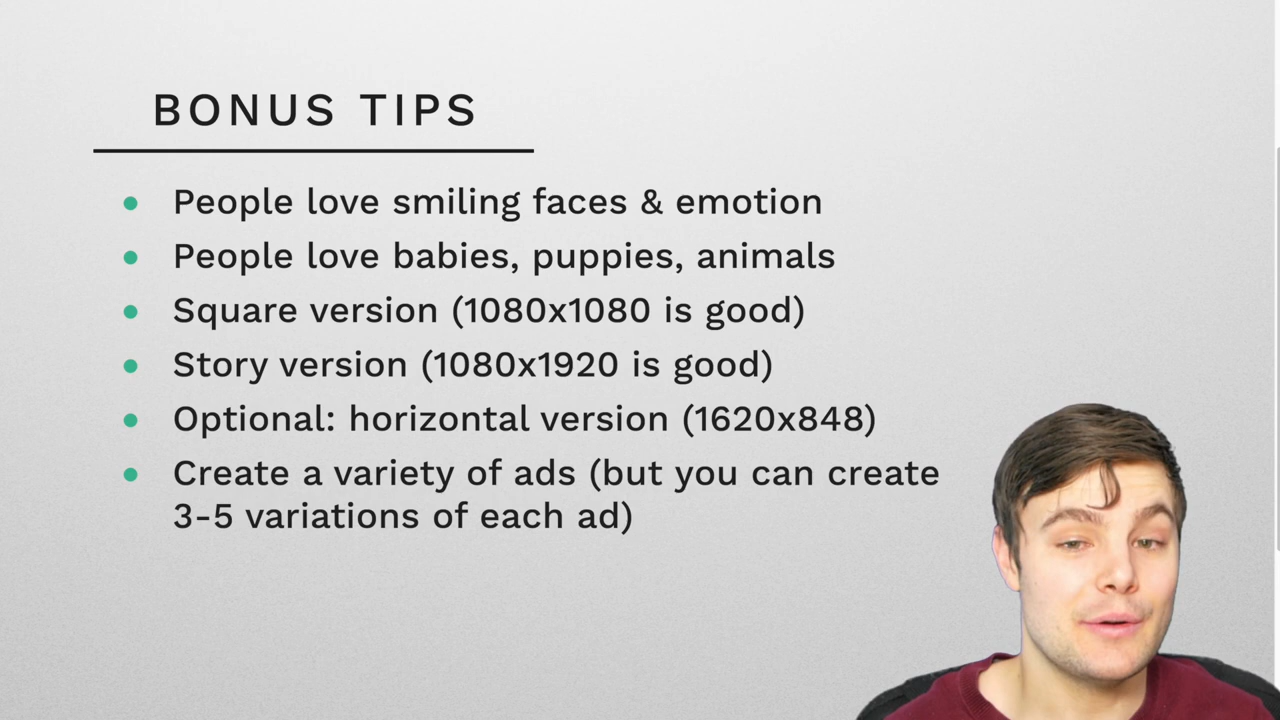 BONUS TIPS
People love smiling faces & emotion
People love babies, puppies, animals
Square version (1080x1080 is good)
Story version (1080x1920 is good)
Optional: horizontal version (1620x848)
Create a variety of ads (but you can create
3-5 variations of each ad)